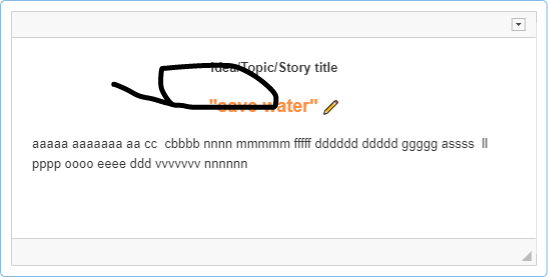 Idea/Topic/Story title
"save water"
aaaaa aaaaaaa aa cc cbbbb nnnn mmmmm fffff dddddd ddddd ggggg assss ll
pppp oooo eeee ddd vvvvvvv nnnnnn